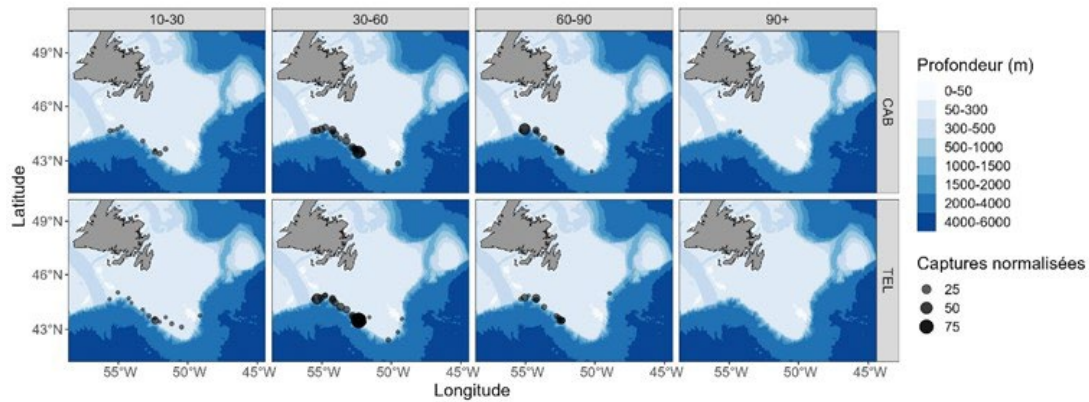 10-30 30-60 60-90 90+
49°N
46°N
43°N
CAB
49°N
46°N
43°N
TEL
55°W 50°W 45°W 55°W 50°W 45°W 55°W 50°W 45°W 55°W 50°W 45°W
Latitude
Longitude
Profondeur (m)
0-50
50-300
300-500
500-1000
1000-1500
1500-2000
2000-4000
4000-6000
Captures normalisées
25
50
75